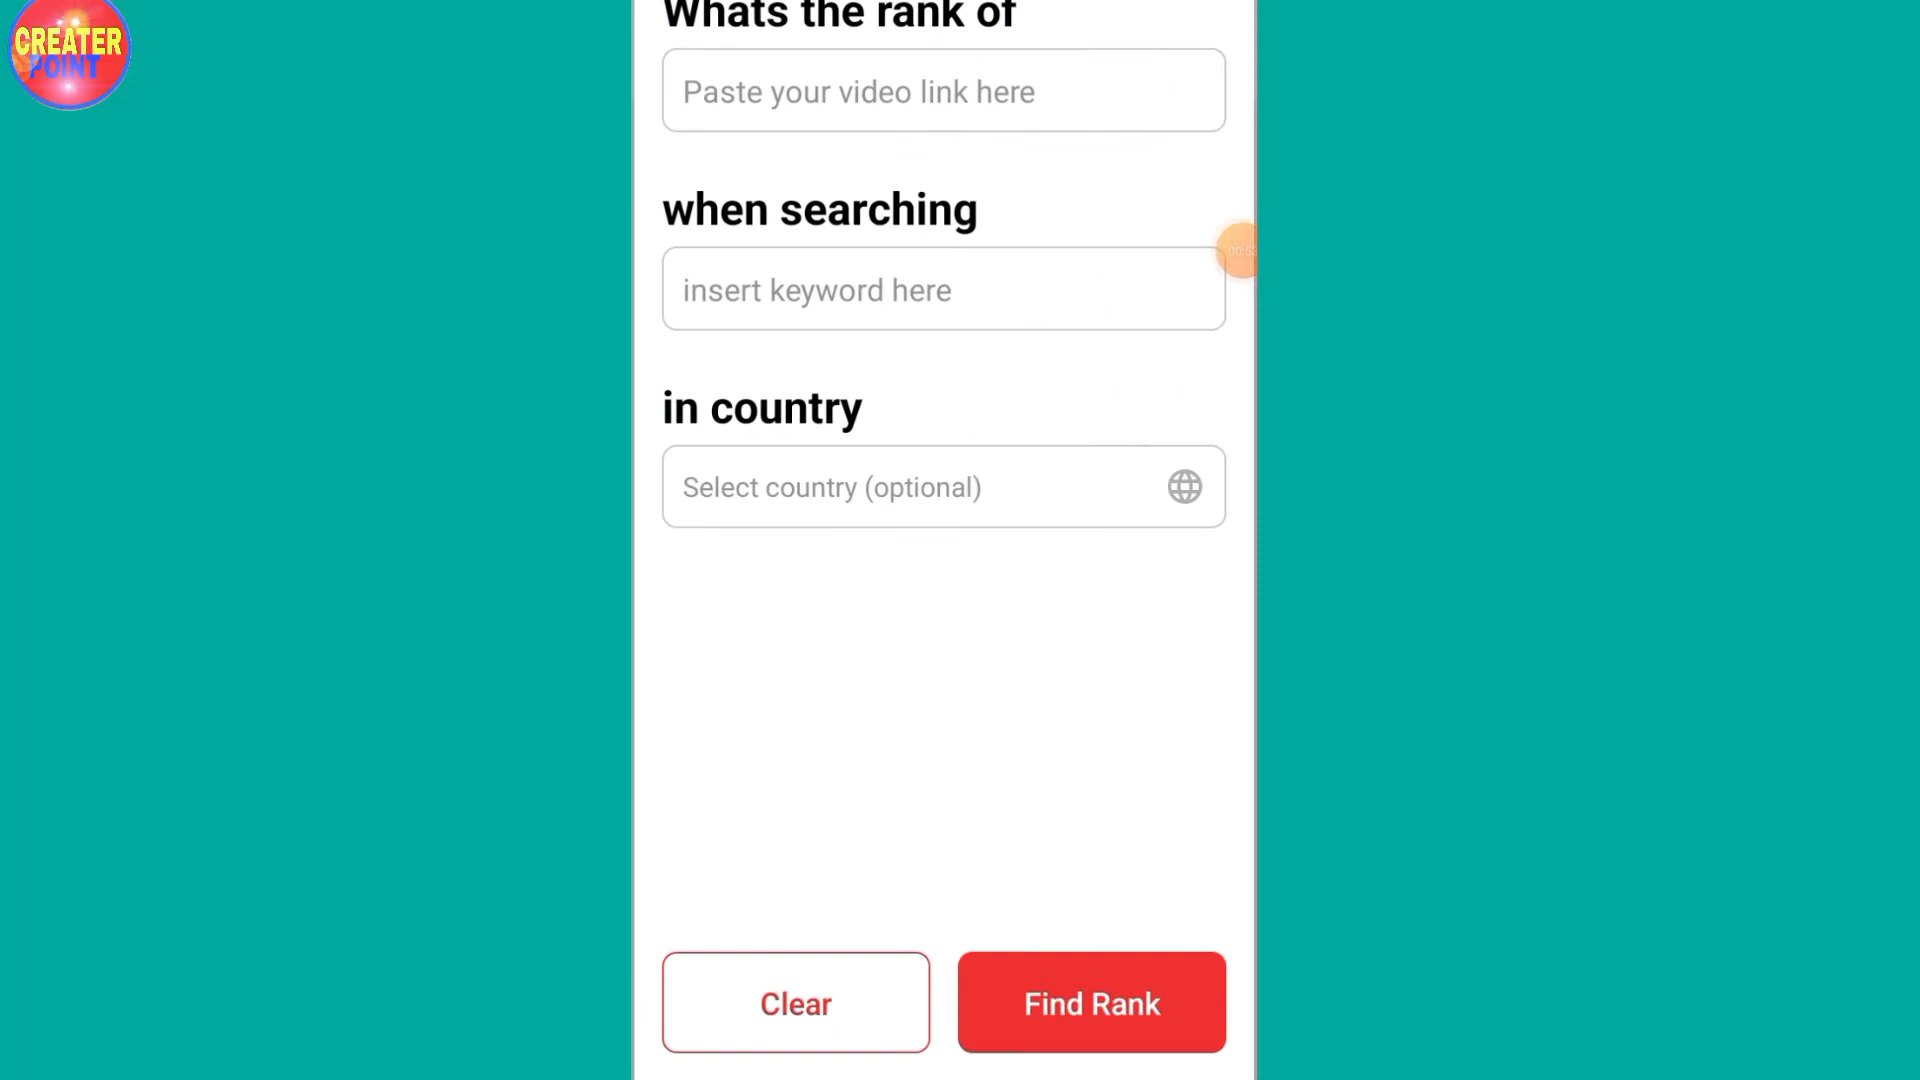 CREATER
POINT
Whats the rank of
Paste your video link here
when searching
insert keyword here
in country
Select country (optional)
Clear
Find Rank